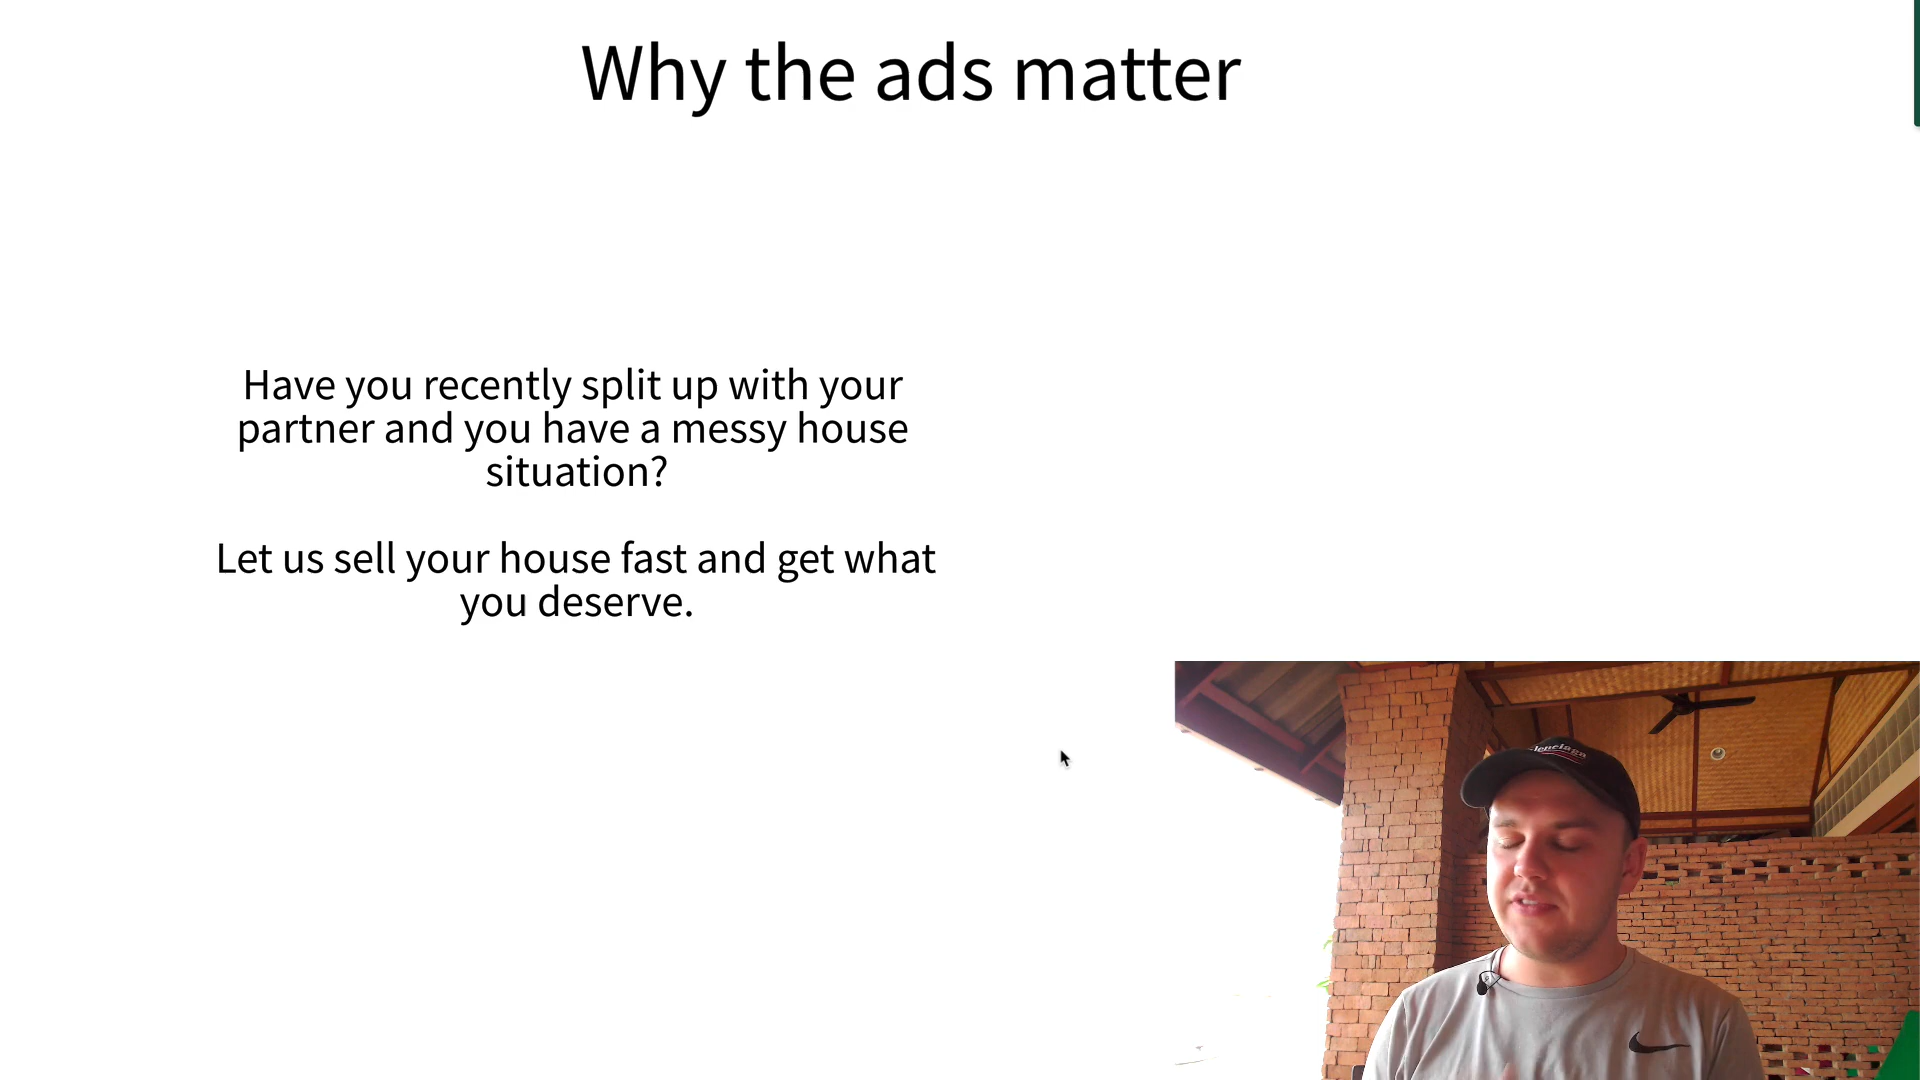 Why the ads matter
Have you recently split up with your
partner and you have a messy house
situation?
Let us sell your house fast and get what
you deserve.